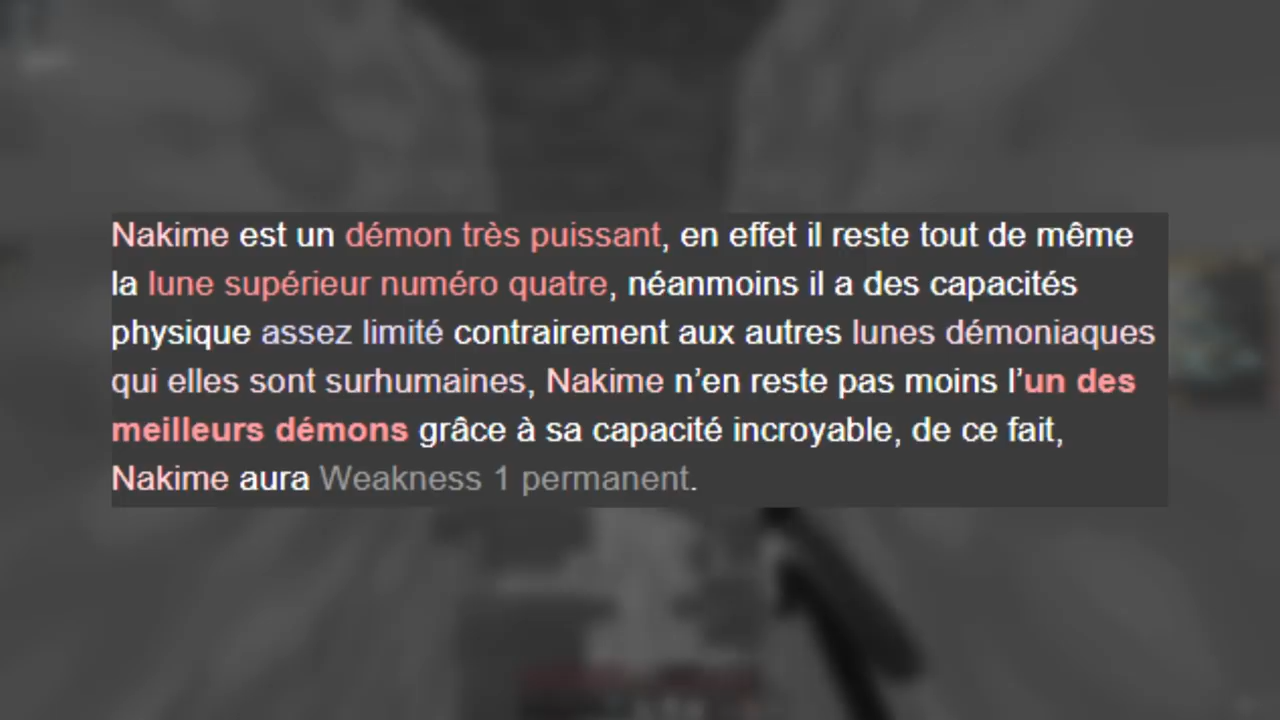 Nakime est un démon très puissant, en effet il reste tout de même
la lune supérieur numéro quatre, néanmoins il a des capacités
physique assez limité contrairement aux autres lunes démoniaques
qui elles sont surhumaines, Nakime n’en reste pas moins l’un des
meilleurs démons grâce à sa capacité incroyable, de ce fait,
Nakime aura Weakness 1 permanent.